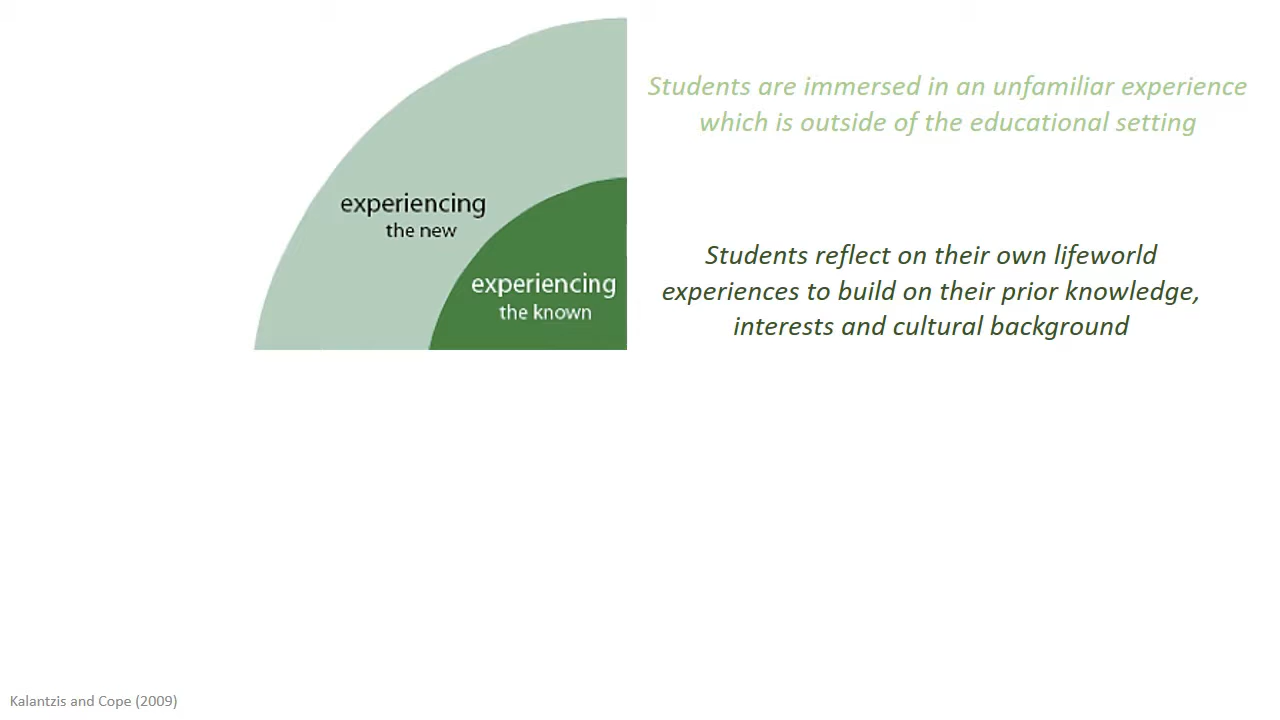 Students are immersed in an unfamiliar experience
which is outside of the educational setting
experiencing
the new
Students reflect on their own lifeworld
experiences to build on their prior knowledge,
interests and cultural background
experiencing
the known
Kalantzis and Cope (2009)